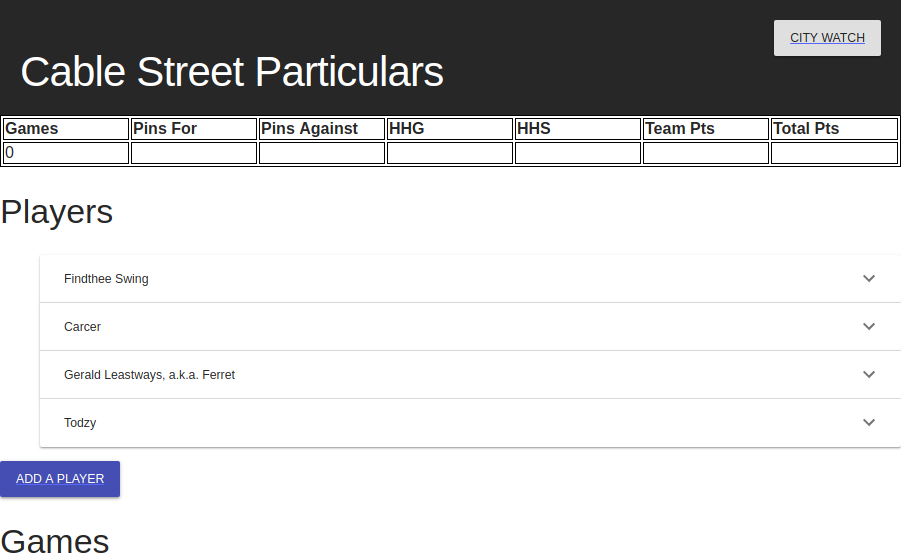 CITY WATCH
Cable Street Particulars
Games Pins For Pins Against HHG HHS Team Pts Total Pts
0
Players
Findthee Swing
Carcer
Gerald Leastways, a.k.a. Ferret
Todzy
ADD A PLAYER
Games